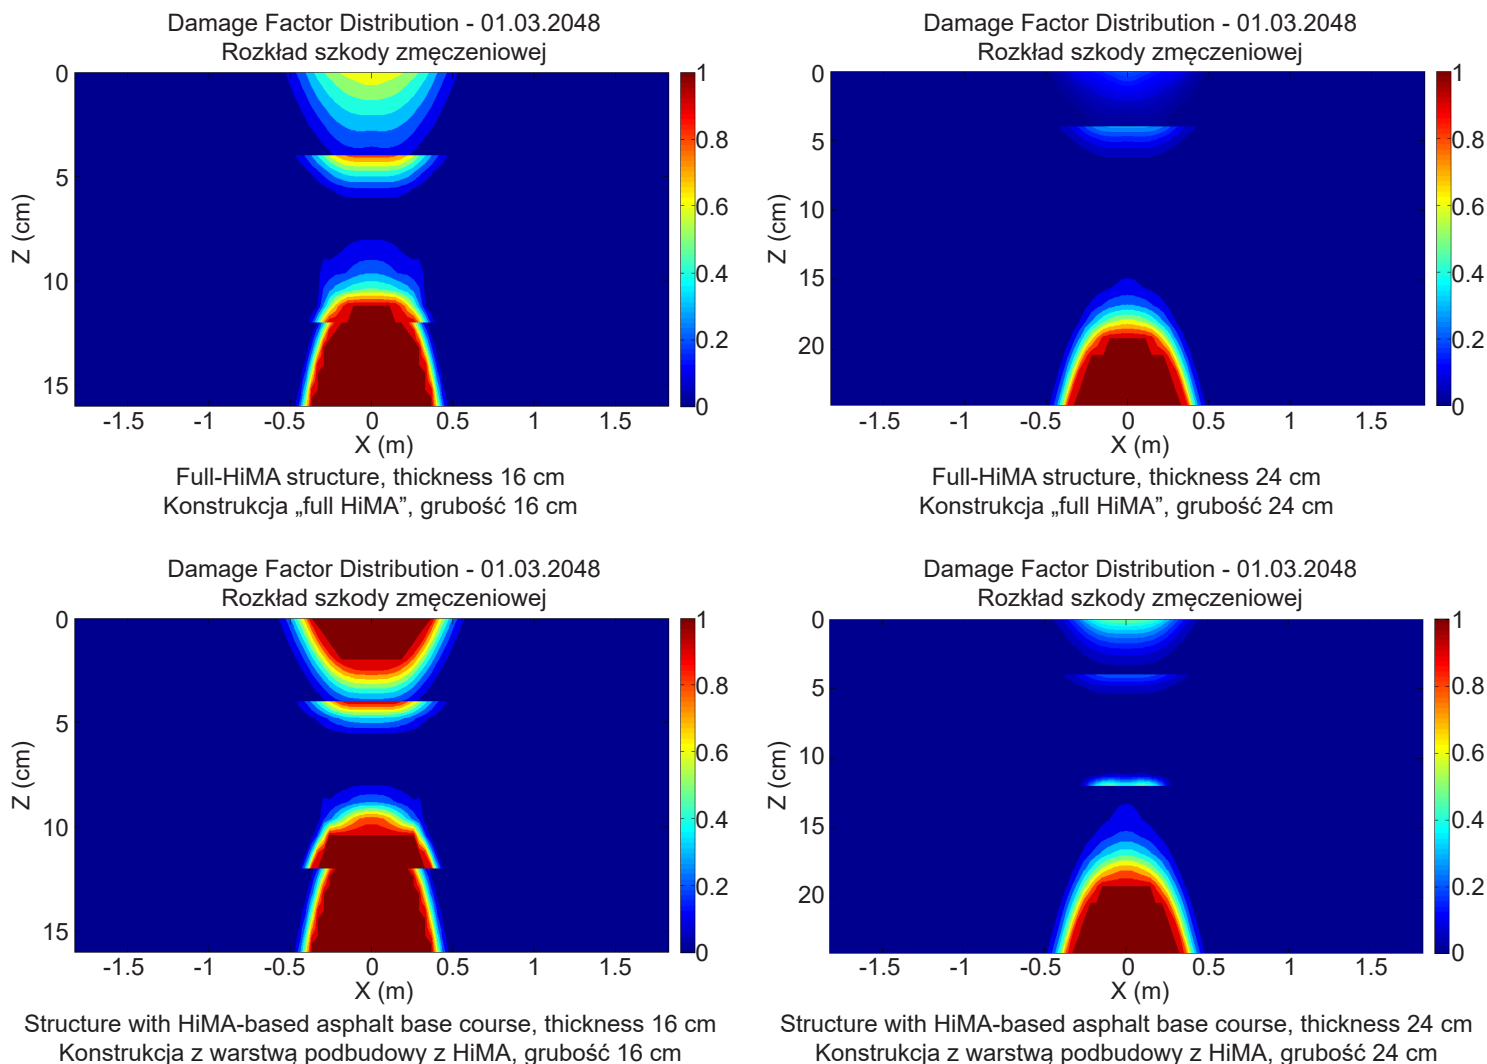 Damage Factor Distribution - 01.03.2048
Rozkład szkody zmęczeniowej
0
5
10
15
Z (cm)
-1.5
-1
-0.5
0
0.5
1
1.5
X (m)
1
0.8
0.6
0.4
0.2
0
Full-HiMA structure, thickness 16 cm
Konstrukcja „full HiMA”, grubość 16 cm
Damage Factor Distribution - 01.03.2048
Rozkład szkody zmęczeniowej
0
5
10
15
20
Z (cm)
-1.5
-1
-0.5
0
0.5
1
1.5
X (m)
1
0.8
0.6
0.4
0.2
0
Full-HiMA structure, thickness 24 cm
Konstrukcja „full HiMA”, grubość 24 cm
Damage Factor Distribution - 01.03.2048
Rozkład szkody zmęczeniowej
0
5
10
15
Z (cm)
-1.5
-1
-0.5
0
0.5
1
1.5
X (m)
1
0.8
0.6
0.4
0.2
0
Structure with HiMA-based asphalt base course, thickness 16 cm
Konstrukcja z warstwą podbudowy z HiMA, grubość 16 cm
Damage Factor Distribution - 01.03.2048
Rozkład szkody zmęczeniowej
0
5
10
15
20
Z (cm)
-1.5
-1
-0.5
0
0.5
1
1.5
X (m)
1
0.8
0.6
0.4
0.2
0
Structure with HiMA-based asphalt base course, thickness 24 cm
Konstrukcja z warstwą podbudowy z HiMA, grubość 24 cm